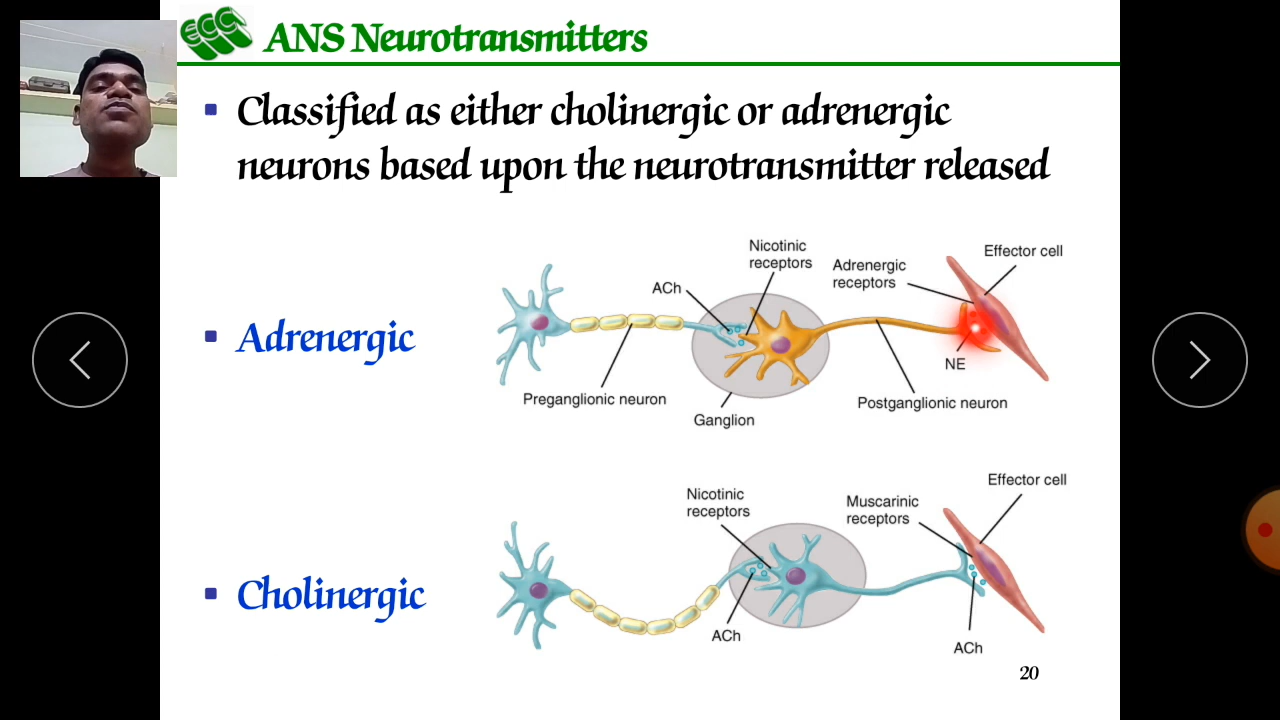 ECC
ANS Neurotransmitters
Classified as either cholinergic or adrenergic
neurons based upon the neurotransmitter released
Adrenergic
Nicotinic
receptors
ACh
Adrenergic
receptors
Effector cell
NE
Preganglionic neuron
Ganglion
Postganglionic neuron
Cholinergic
Nicotinic
receptors
Muscarinic
receptors
Effector cell
ACh
ACh
20